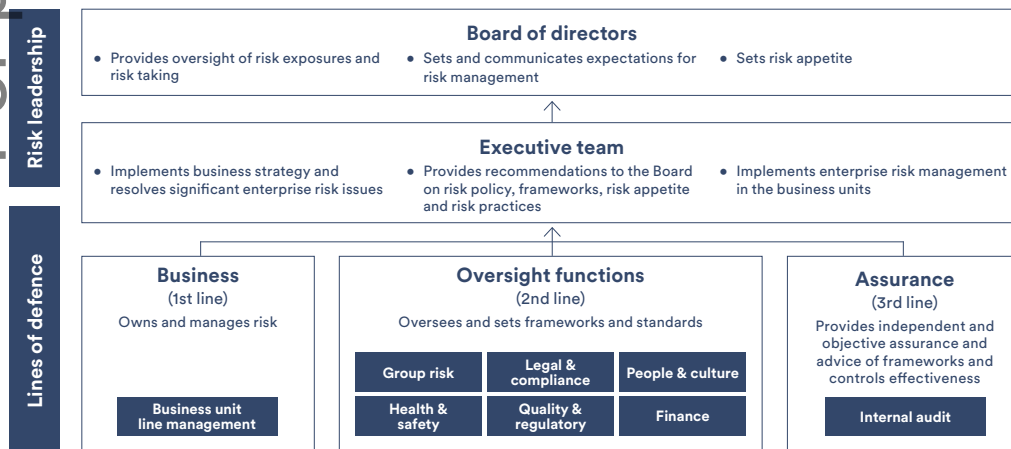 Risk leadership
Board of directors
• Provides oversight of risk exposures and
risk taking
• Sets and communicates expectations for
risk management
• Sets risk appetite
Executive team
• Implements business strategy and
resolves significant enterprise risk issues
• Provides recommendations to the Board
on risk policy, frameworks, risk appetite
and risk practices
• Implements enterprise risk management
in the business units
Lines of defence
Business
(1st line)
Owns and manages risk
Business unit
line management
Oversight functions
(2nd line)
Oversees and sets frameworks and standards
Group risk
Legal &
compliance
People & culture
Health &
safety
Quality &
regulatory
Finance
Assurance
(3rd line)
Provides independent and
objective assurance and
advice of frameworks and
controls effectiveness
Internal audit